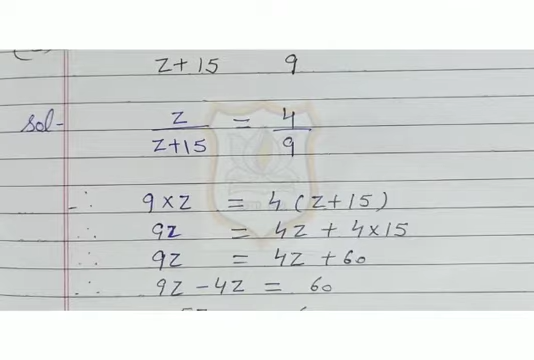 z+15 9
Sol- z/z+15 = 4/9
∴ 9×z = 4(z+15)
∴ 9z = 4z + 4×15
∴ 9z = 4z + 60
∴ 9z - 4z = 60